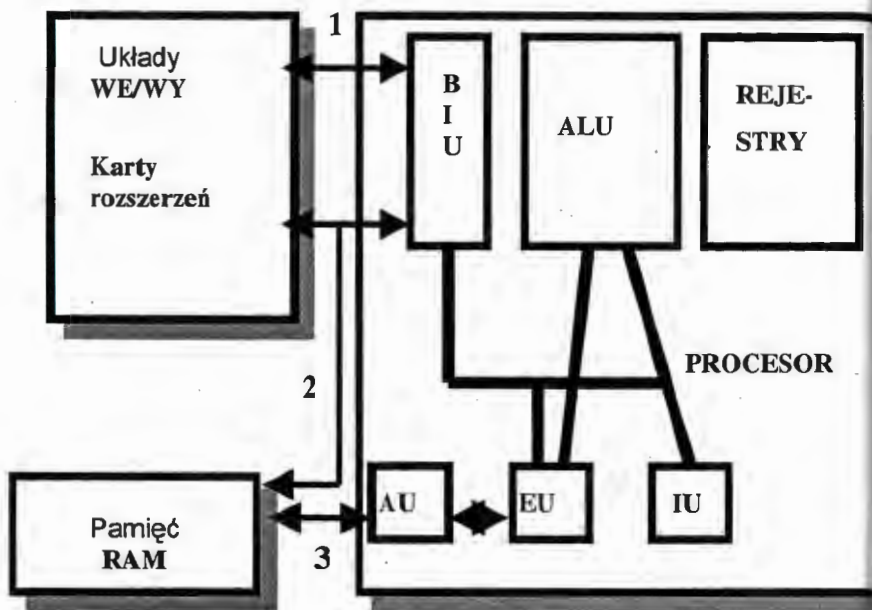 1
Układy
WE/WY
Karty
rozszerzeń
B
I
U
ALU
REJE-
STRY
PROCESOR
2
AU
EU
IU
Pamięć
RAM
3